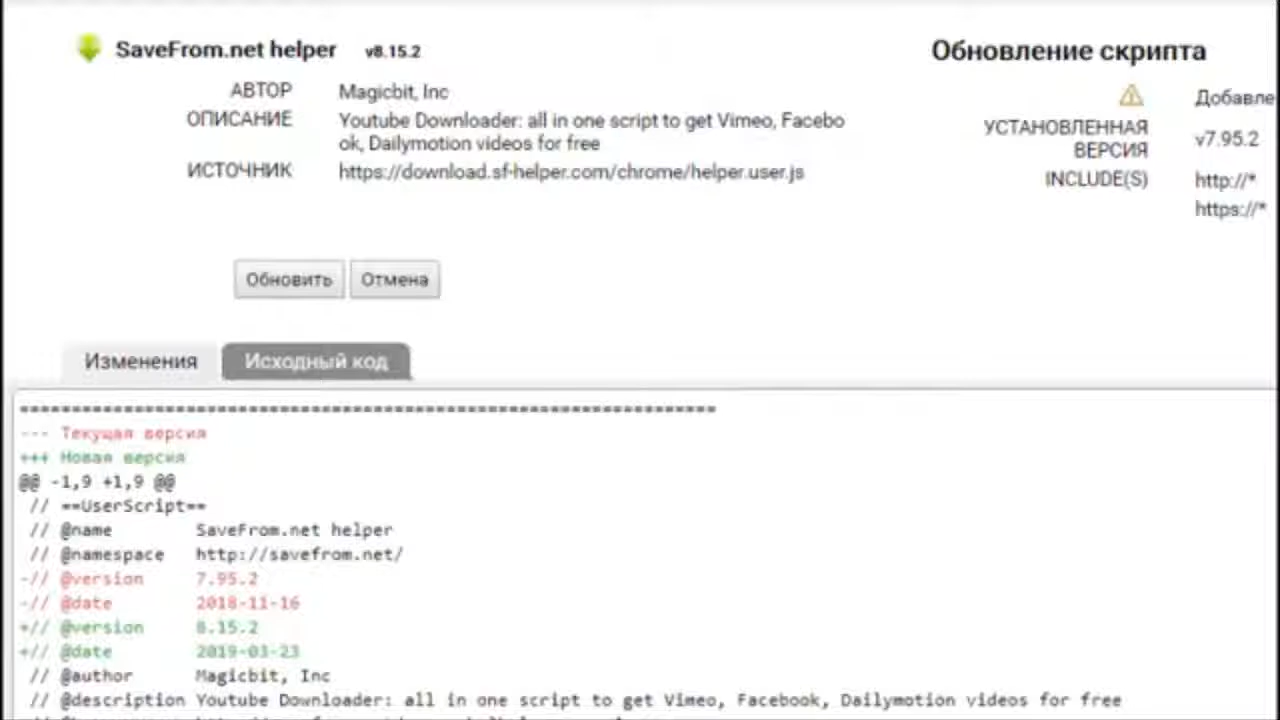 SaveFrom.net helper v8.15.2
Обновление скрипта
АВТОР Magicbit, Inc
ОПИСАНИЕ Youtube Downloader: all in one script to get Vimeo, Facebo
ok, Dailymotion videos for free
ИСТОЧНИК https://download.sf-helper.com/chrome/helper.user.js
Добавле
УСТАНОВЛЕННАЯ
ВЕРСИЯ v7.95.2
INCLUDE(S) http://*
https://*
Обновить Отмена
Изменения Исходный код
===================================================================
--- Текущая версия
+++ Новая версия
@@ -1,9 +1,9 @@
// ==UserScript==
// @name SaveFrom.net helper
// @namespace http://savefrom.net/
-// @version 7.95.2
-// @date 2018-11-16
+// @version 8.15.2
+// @date 2019-03-23
// @author Magicbit, Inc
// @description Youtube Downloader: all in one script to get Vimeo, Facebook, Dailymotion videos for free